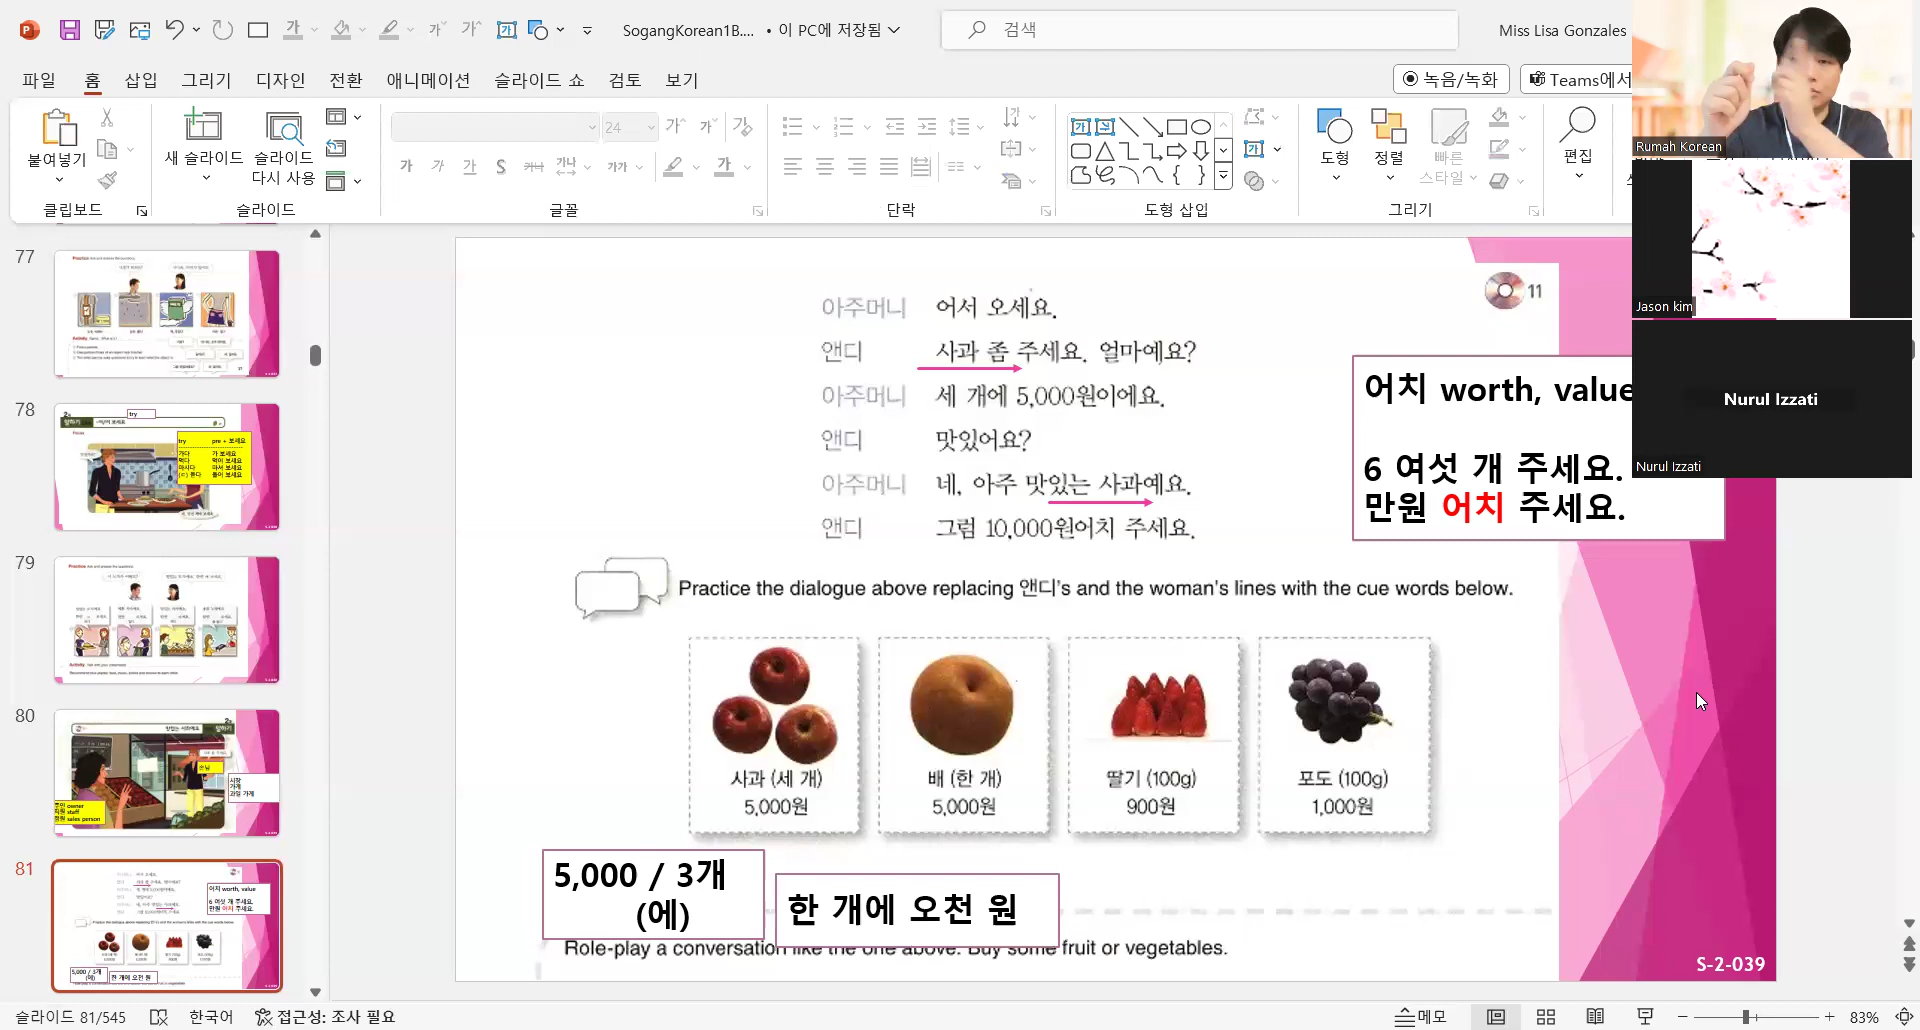 SogangKorean1B.... • 이 PC에 저장됨
검색
Miss Lisa Gonzales
파일 홈 삽입 그리기 디자인 전환 애니메이션 슬라이드 쇼 검토 보기
녹음/녹화
Teams에서
붙여넣기
새 슬라이드
슬라이드
다시 사용
24
도형
정렬
빠른
스타일
편집
클립보드
슬라이드
글꼴
단락
도형 삽입
그리기
Rumah Korean
Jason kim
Nurul Izzati
Nurul Izzati
77
78
try
79
80
81
11
아주머니 어서 오세요.
앤디 사과 좀 주세요. 얼마예요?
아주머니 세 개에 5,000원이에요.
앤디 맛있어요?
아주머니 네, 아주 맛있는 사과예요.
앤디 그럼 10,000원어치 주세요.
어치 worth, value
6 여섯 개 주세요.
만원 어치 주세요.
Practice the dialogue above replacing 앤디's and the woman's lines with the cue words below.
사과 (세 개)
5,000원
배 (한 개)
5,000원
딸기 (100g)
900원
포도 (100g)
1,000원
5,000 / 3개
(에)
한 개에 오천 원
Role-play a conversation like the one above. Buy some fruit or vegetables.
S-2-039
슬라이드 81/545
한국어
접근성: 조사 필요
메모
83%